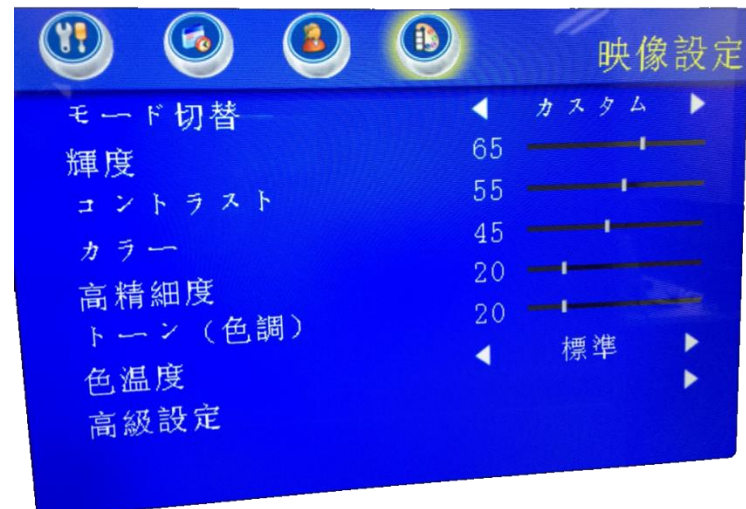 映像設定
モード切替 カスタム
輝度 65
コントラスト 55
カラー 45
高精細度 20
トーン（色調） 20
色温度 標準
高級設定